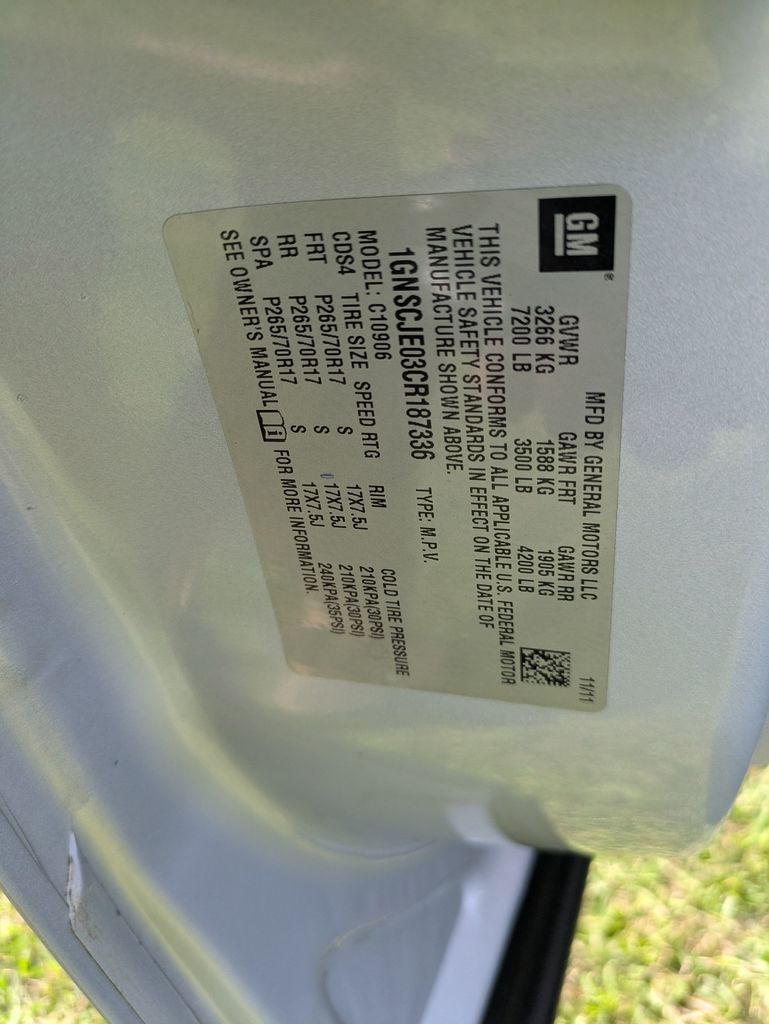 GM®
MFD BY GENERAL MOTORS LLC 11/11
GVWR GAWR FRT GAWR RR
3266 KG 1588 KG 1905 KG
7200 LB 3500 LB 4200 LB
THIS VEHICLE CONFORMS TO ALL APPLICABLE U.S. FEDERAL MOTOR
VEHICLE SAFETY STANDARDS IN EFFECT ON THE DATE OF
MANUFACTURE SHOWN ABOVE.
1GNSCJE03CR187336 TYPE: M.P.V.
MODEL: C10906 COLD TIRE PRESSURE
CDS4 TIRE SIZE SPEED RTG RIM
FRT P265/70R17 S 17X7.5J 210KPA(30PSI)
RR P265/70R17 S 17X7.5J 210KPA(30PSI)
SPA P265/70R17 S 17X7.5J 240KPA(35PSI)
SEE OWNER'S MANUAL i FOR MORE INFORMATION.